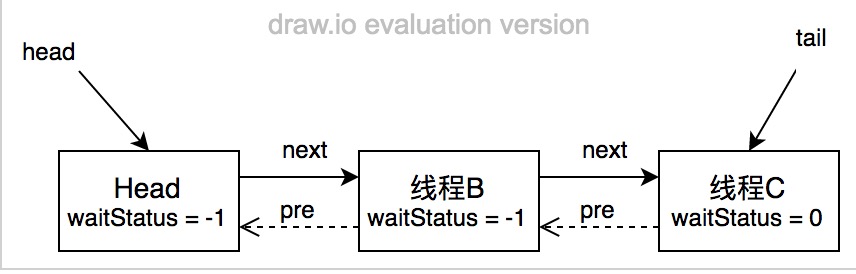 draw.io evaluation version
head
tail
next
next
Head
waitStatus = -1
线程B
waitStatus = -1
线程C
waitStatus = 0
pre
pre